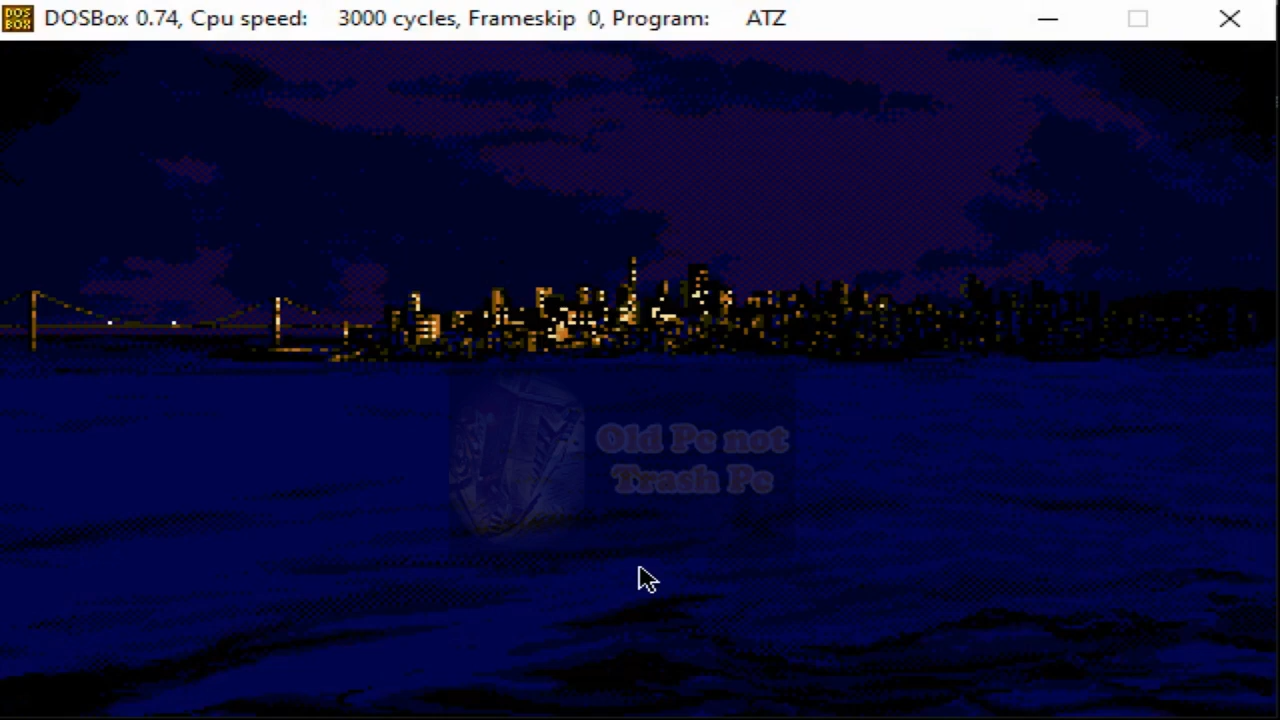 DOSBox 0.74, Cpu speed: 3000 cycles, Frameskip 0, Program: ATZ
Old Pc not
Trash Pc